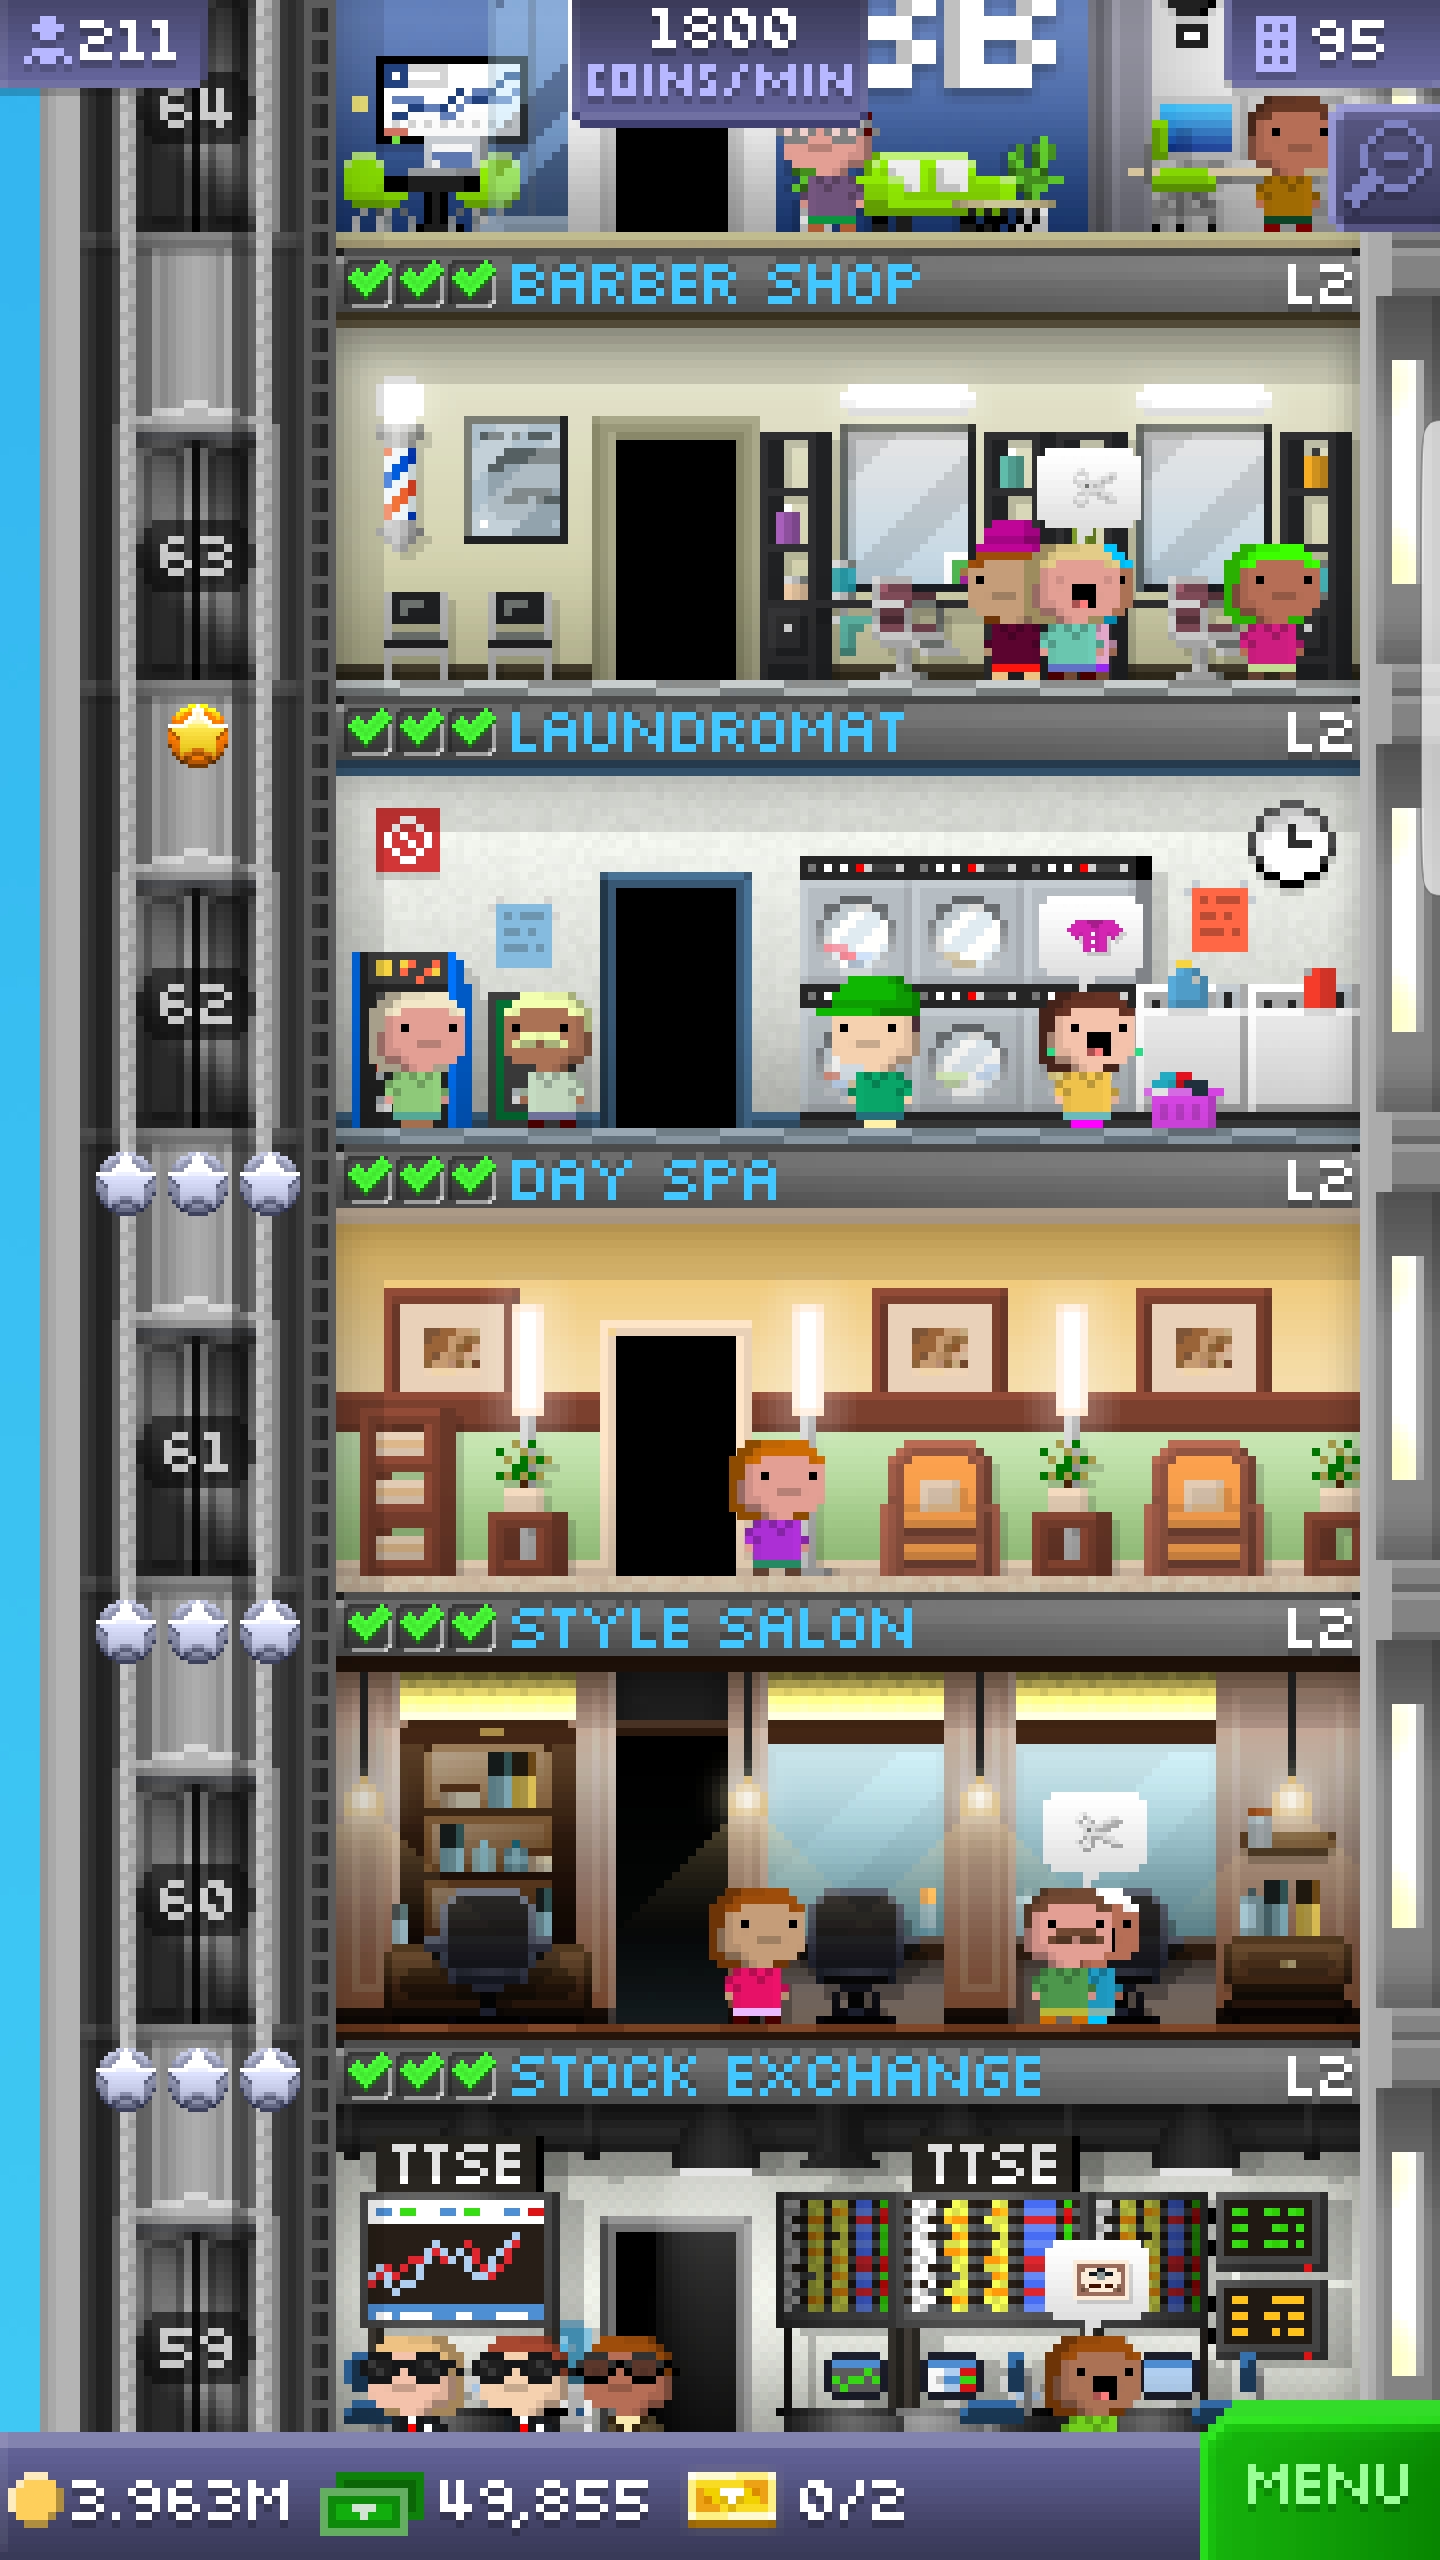 211
1800
COINS/MIN
95
64
BARBER SHOP L2
63
LAUNDROMAT L2
62
DAY SPA L2
61
STYLE SALON L2
60
STOCK EXCHANGE L2
TTSE TTSE
59
3.963M 49,855 0/2
MENU